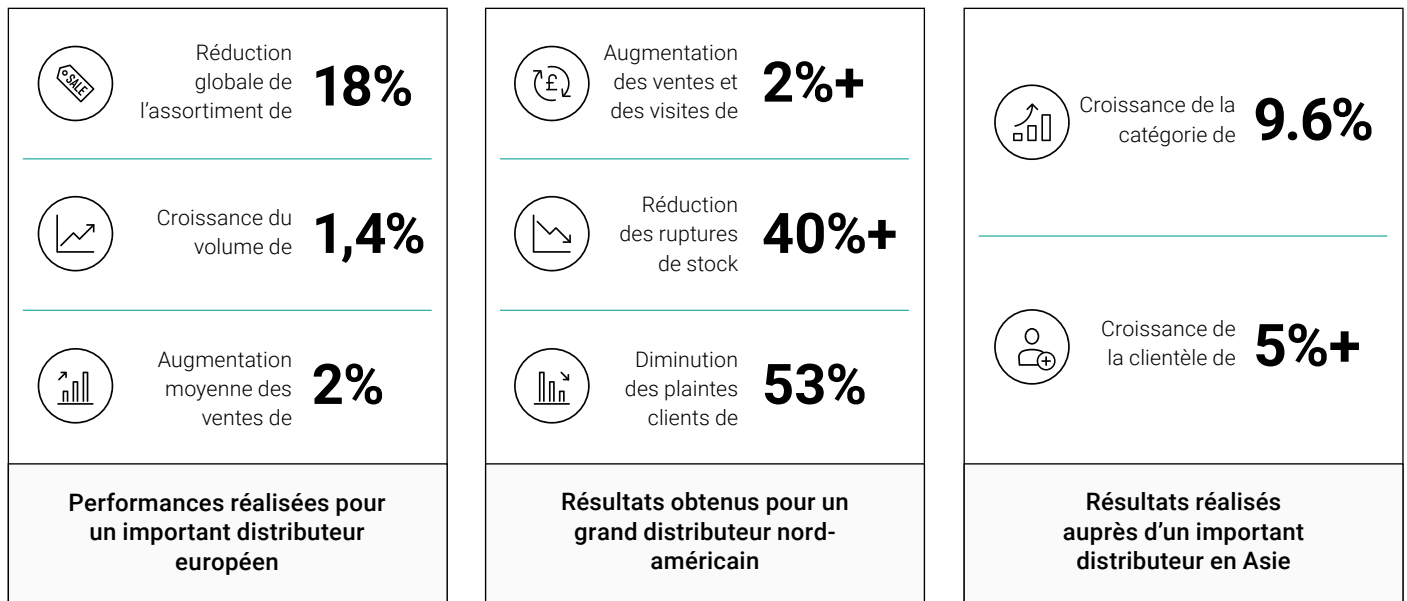 SALE
Réduction
globale de
l’assortiment de
18%
Croissance du
volume de
1,4%
Augmentation
moyenne des
ventes de
2%
Performances réalisées pour
un important distributeur
européen
£
Augmentation
des ventes et
des visites de
2%+
Réduction
des ruptures
de stock
40%+
Diminution
des plaintes
clients de
53%
Résultats obtenus pour un
grand distributeur nord-
américain
Croissance de la
catégorie de
9.6%
Croissance de
la clientèle de
5%+
Résultats réalisés
auprès d’un important
distributeur en Asie